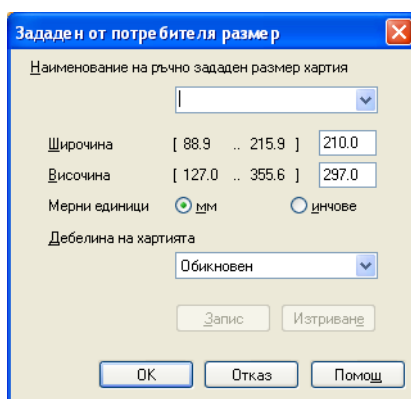 Зададен от потребителя размер
Наименование на ръчно зададен размер хартия
Широчина [ 88.9 .. 215.9 ] 210.0
Височина [ 127.0 .. 355.6 ] 297.0
Мерни единици мм инчове
Дебелина на хартията
Обикновен
Запис Изтриване
OK Отказ Помощ